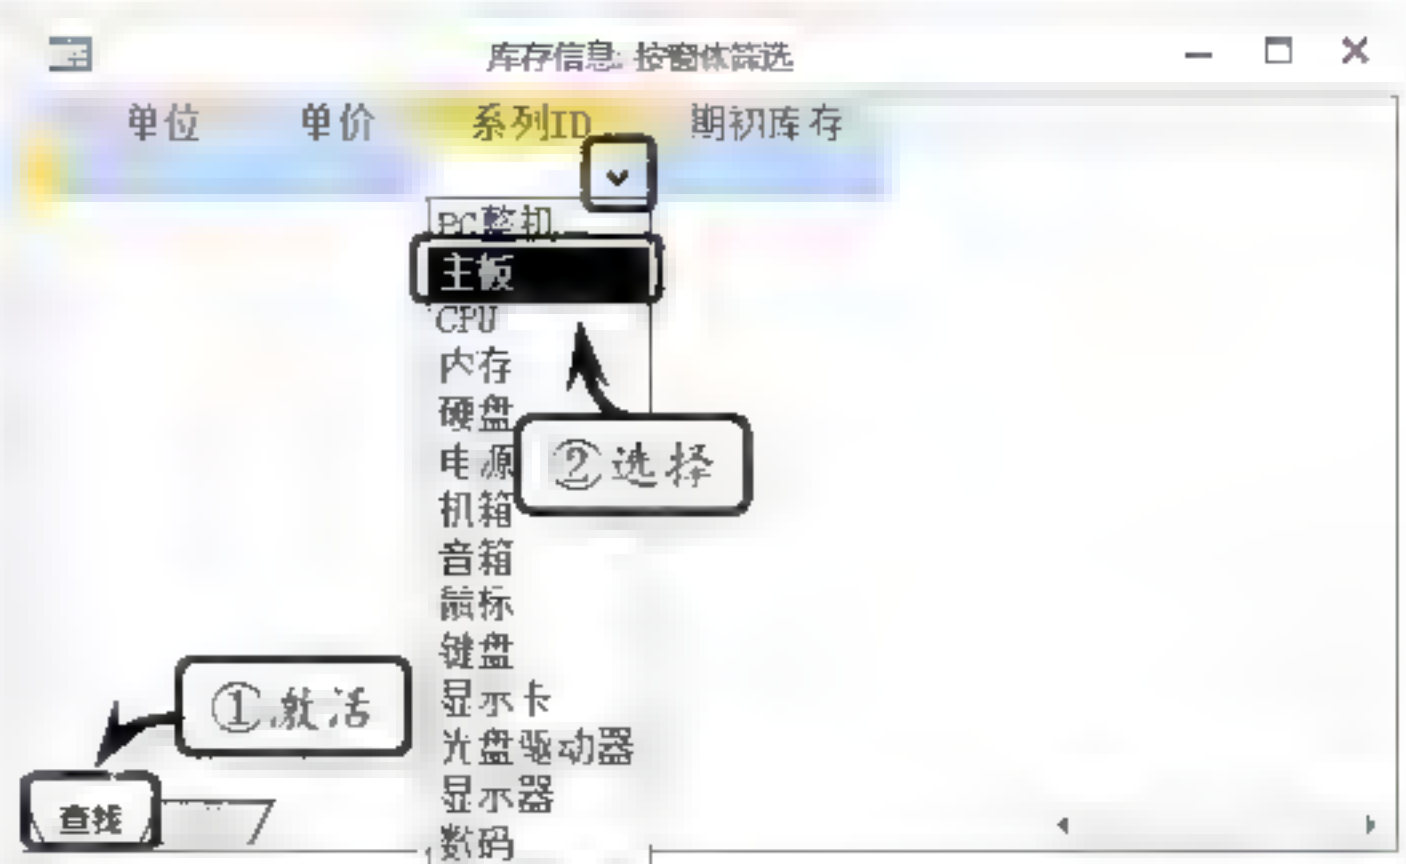 库存信息: 按窗体筛选
单位 单价 系列ID 期初库存
PC整机
主板
CPU
内存
硬盘
电源
②选择
机箱
音箱
鼠标
键盘
显示卡
①激活
光盘驱动器
显示器
查找
数码